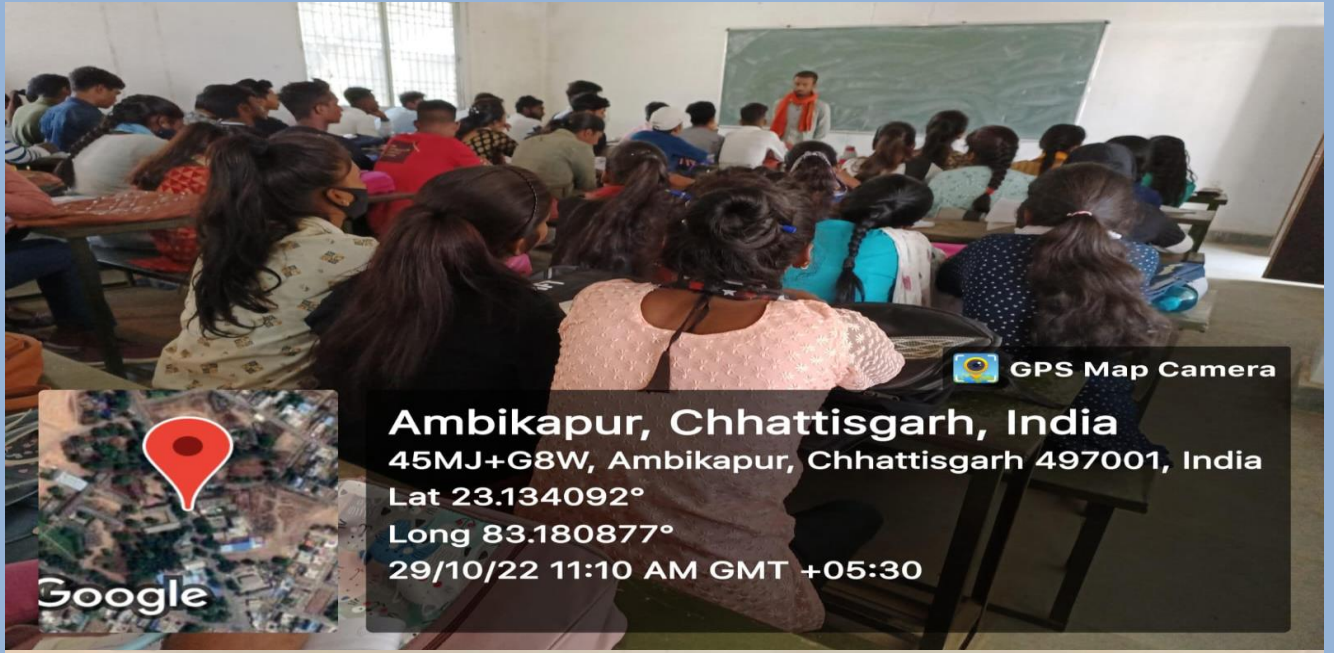 GPS Map Camera
Ambikapur, Chhattisgarh, India
45MJ+G8W, Ambikapur, Chhattisgarh 497001, India
Lat 23.134092°
Long 83.180877°
29/10/22 11:10 AM GMT +05:30
Google